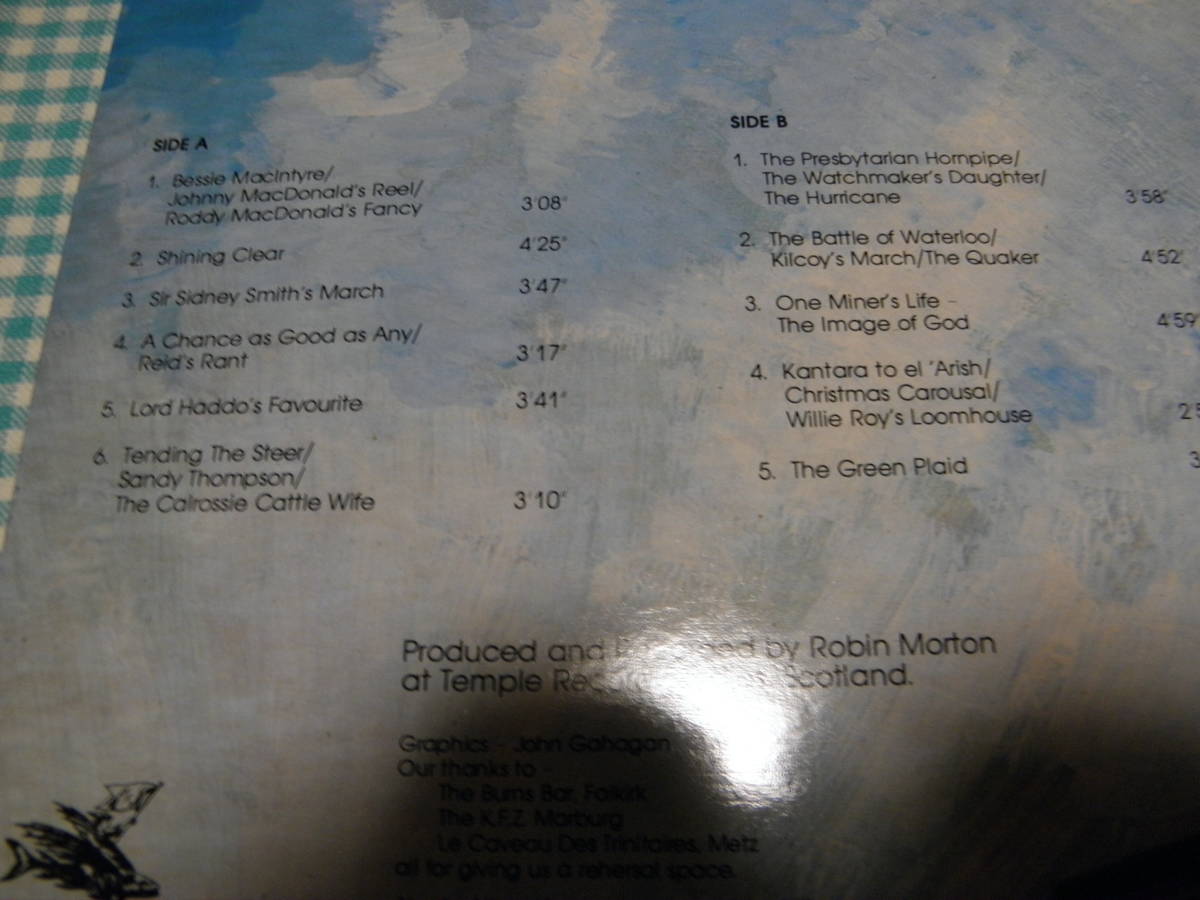 SIDE A
1. Bessie MacIntyre/
Johnny MacDonald's Reel/
Roddy MacDonald's Fancy 3'08"
2. Shining Clear 4'25"
3. Sir Sidney Smith's March 3'47"
4. A Chance as Good as Any/
Reid's Rant 3'17"
5. Lord Haddo's Favourite 3'41"
6. Tending The Steer/
Sandy Thompson/
The Calrossie Cattle Wife 3'10"
SIDE B
1. The Presbytarian Hornpipe/
The Watchmaker's Daughter/
The Hurricane 3'58"
2. The Battle of Waterloo/
Kilcoy's March/The Quaker 4'52"
3. One Miner's Life -
The Image of God 4'59
4. Kantara to el 'Arish/
Christmas Carousal/
Willie Roy's Loomhouse
5. The Green Plaid
Produced and by Robin Morton
at Temple Scotland.
Graphics - John Gahagan
Our thanks to -
The Burns Bar, Falkirk
The K.F.Z. Marburg
Le Caveau Des Trinitaires, Metz
all for giving us a rehersal space.